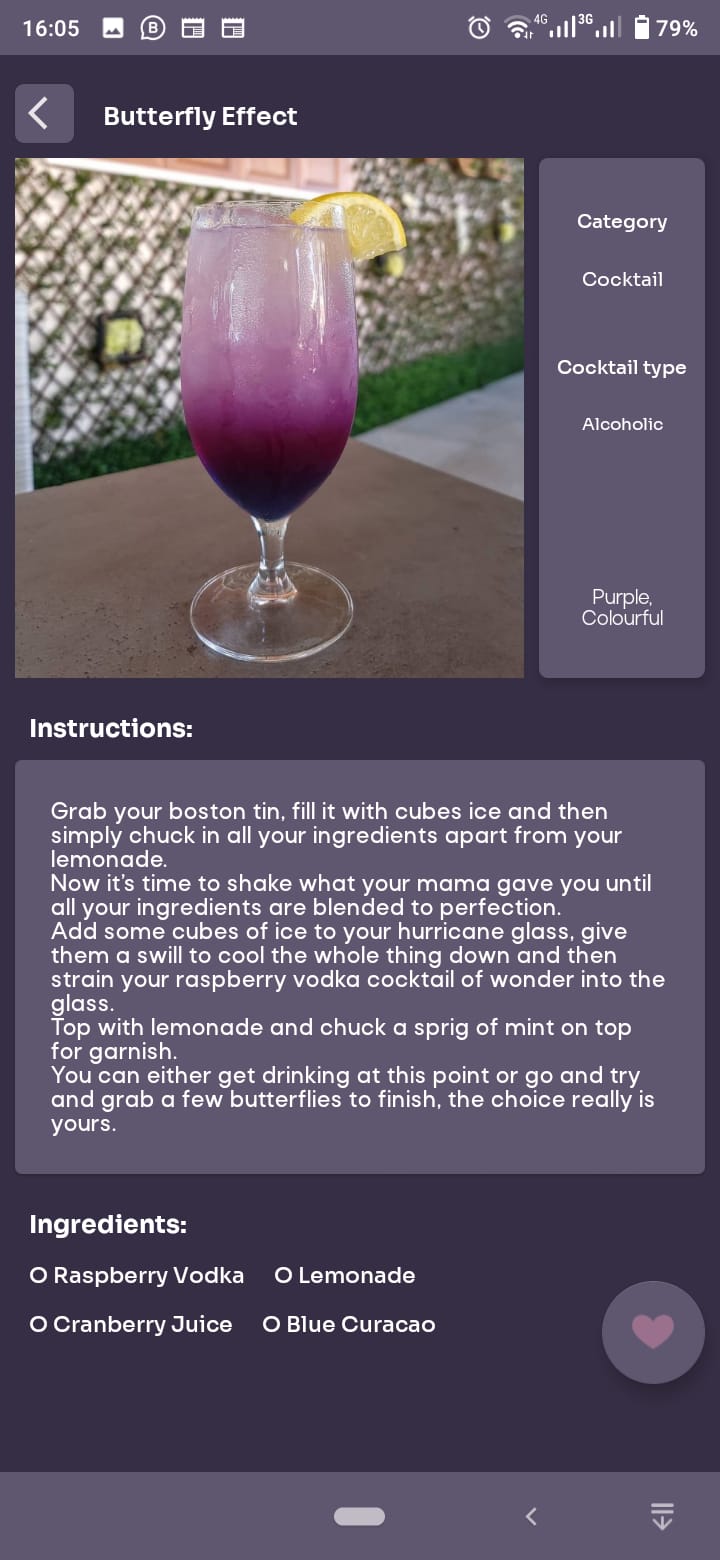 16:05
B
4G
3G
79%
Butterfly Effect
Category
Cocktail
Cocktail type
Alcoholic
Purple,
Colourful
Instructions:
Grab your boston tin, fill it with cubes ice and then
simply chuck in all your ingredients apart from your
lemonade.
Now it's time to shake what your mama gave you until
all your ingredients are blended to perfection.
Add some cubes of ice to your hurricane glass, give
them a swill to cool the whole thing down and then
strain your raspberry vodka cocktail of wonder into the
glass.
Top with lemonade and chuck a sprig of mint on top
for garnish.
You can either get drinking at this point or go and try
and grab a few butterflies to finish, the choice really is
yours.
Ingredients:
O Raspberry Vodka O Lemonade
O Cranberry Juice O Blue Curacao